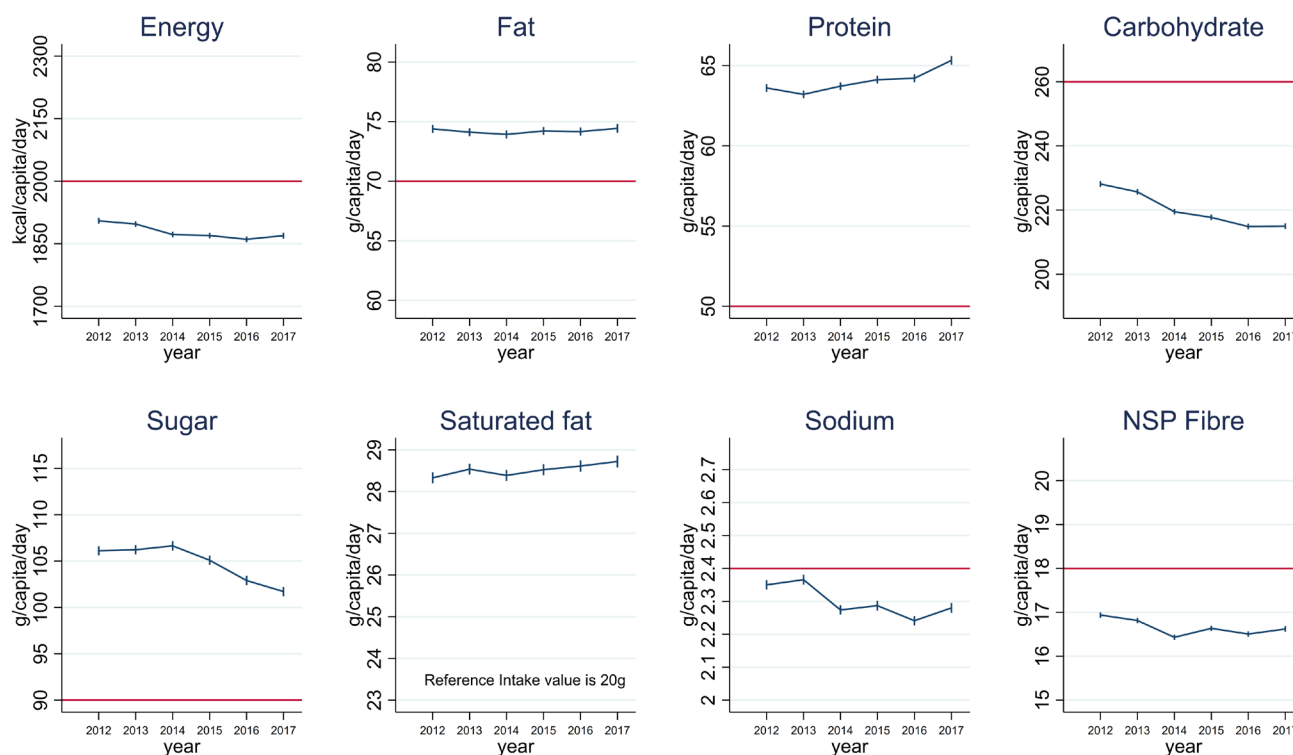 Energy
Fat
Protein
Carbohydrate
kcal/capita/day
2300
2150
2000
1850
1700
2012 2013 2014 2015 2016 2017
year
g/capita/day
80
75
70
65
60
2012 2013 2014 2015 2016 2017
year
g/capita/day
65
60
55
50
2012 2013 2014 2015 2016 2017
year
g/capita/day
260
240
220
200
2012 2013 2014 2015 2016 2017
year
Sugar
Saturated fat
Sodium
NSP Fibre
g/capita/day
115
110
105
100
95
90
2012 2013 2014 2015 2016 2017
year
g/capita/day
29
28
27
26
25
24
23
Reference Intake value is 20g
2012 2013 2014 2015 2016 2017
year
g/capita/day
2.7
2.6
2.5
2.4
2.3
2.2
2.1
2
2012 2013 2014 2015 2016 2017
year
g/capita/day
20
19
18
17
16
15
2012 2013 2014 2015 2016 2017
year